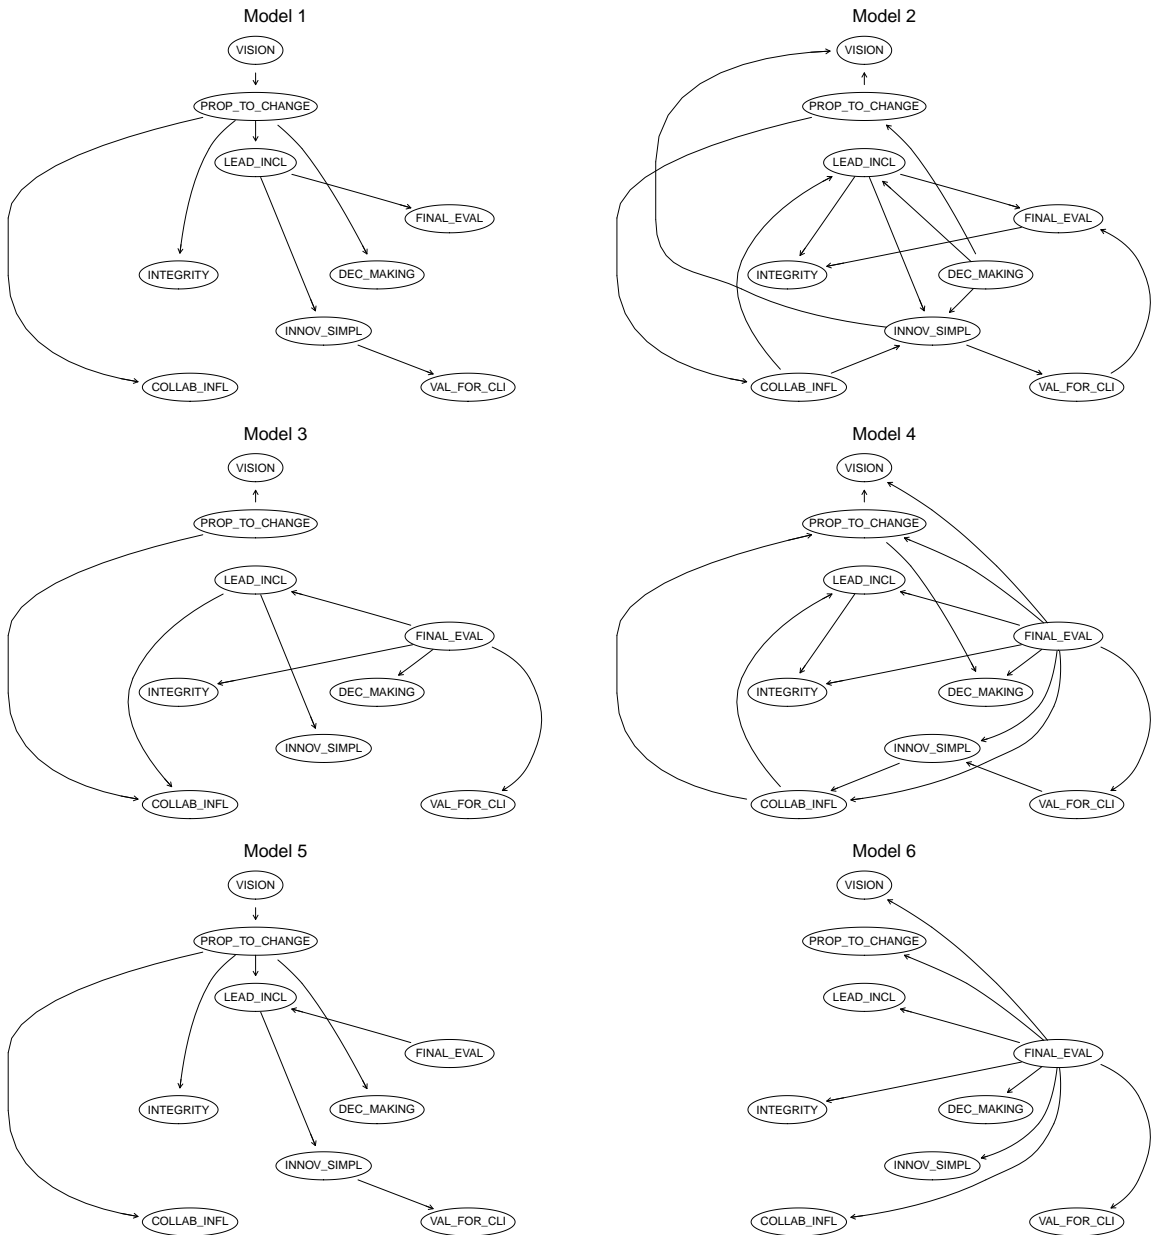 Model 1
VISION
PROP_TO_CHANGE
LEAD_INCL
FINAL_EVAL
INTEGRITY
DEC_MAKING
INNOV_SIMPL
COLLAB_INFL
VAL_FOR_CLI
Model 2
VISION
PROP_TO_CHANGE
LEAD_INCL
FINAL_EVAL
INTEGRITY
DEC_MAKING
INNOV_SIMPL
COLLAB_INFL
VAL_FOR_CLI
Model 3
VISION
PROP_TO_CHANGE
LEAD_INCL
FINAL_EVAL
INTEGRITY
DEC_MAKING
INNOV_SIMPL
COLLAB_INFL
VAL_FOR_CLI
Model 4
VISION
PROP_TO_CHANGE
LEAD_INCL
FINAL_EVAL
INTEGRITY
DEC_MAKING
INNOV_SIMPL
COLLAB_INFL
VAL_FOR_CLI
Model 5
VISION
PROP_TO_CHANGE
LEAD_INCL
FINAL_EVAL
INTEGRITY
DEC_MAKING
INNOV_SIMPL
COLLAB_INFL
VAL_FOR_CLI
Model 6
VISION
PROP_TO_CHANGE
LEAD_INCL
FINAL_EVAL
INTEGRITY
DEC_MAKING
INNOV_SIMPL
COLLAB_INFL
VAL_FOR_CLI